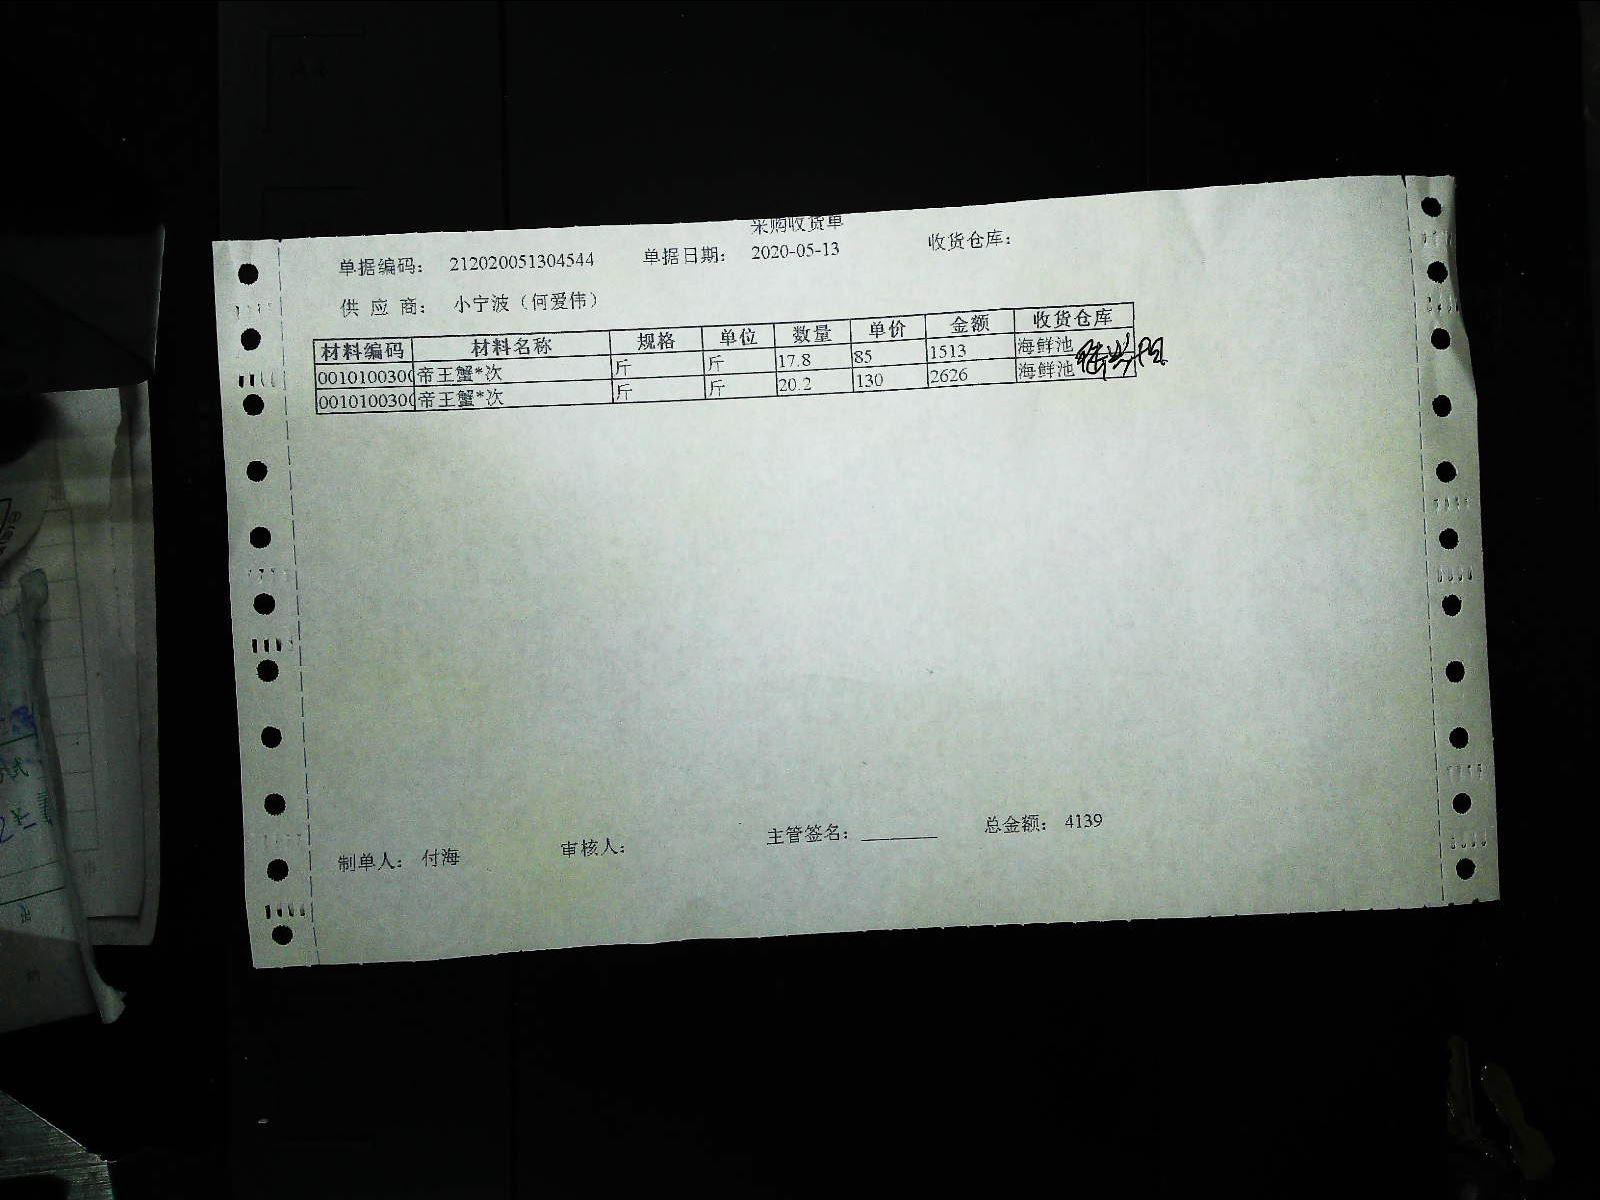 采购收货单
单据编码: 212020051304544 单据日期: 2020-05-13 收货仓库:
供 应 商: 小宁波（何爱伟）
材料编码 材料名称 规格 单位 数量 单价 金额 收货仓库
0010100300 帝王蟹*次 斤 斤 17.8 85 1513 海鲜池
0010100300 帝王蟹*次 斤 斤 20.2 130 2626 海鲜池
制单人: 付海 审核人: 主管签名: ________ 总金额: 4139